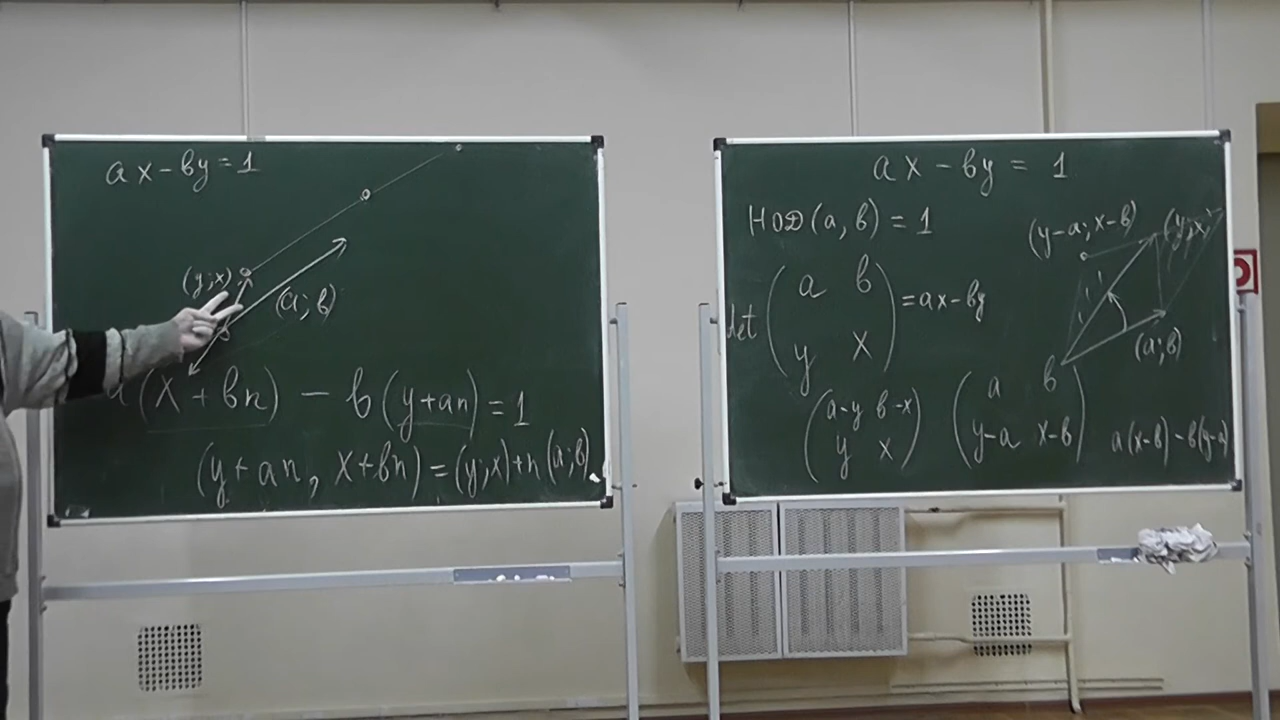 ax - by = 1
(y; x)
(a; b)
(x + bn) - b(y + an) = 1
(y + an, x + bn) = (y; x) + n(a; b)
ax - by = 1
НОД(a, b) = 1
(y-a; x-b) (y; x
det (a b
y x) = ax - by
(a; b)
(a-y b-x
y x)
(a b
y-a x-b)
a(x-b) - b(y-a)